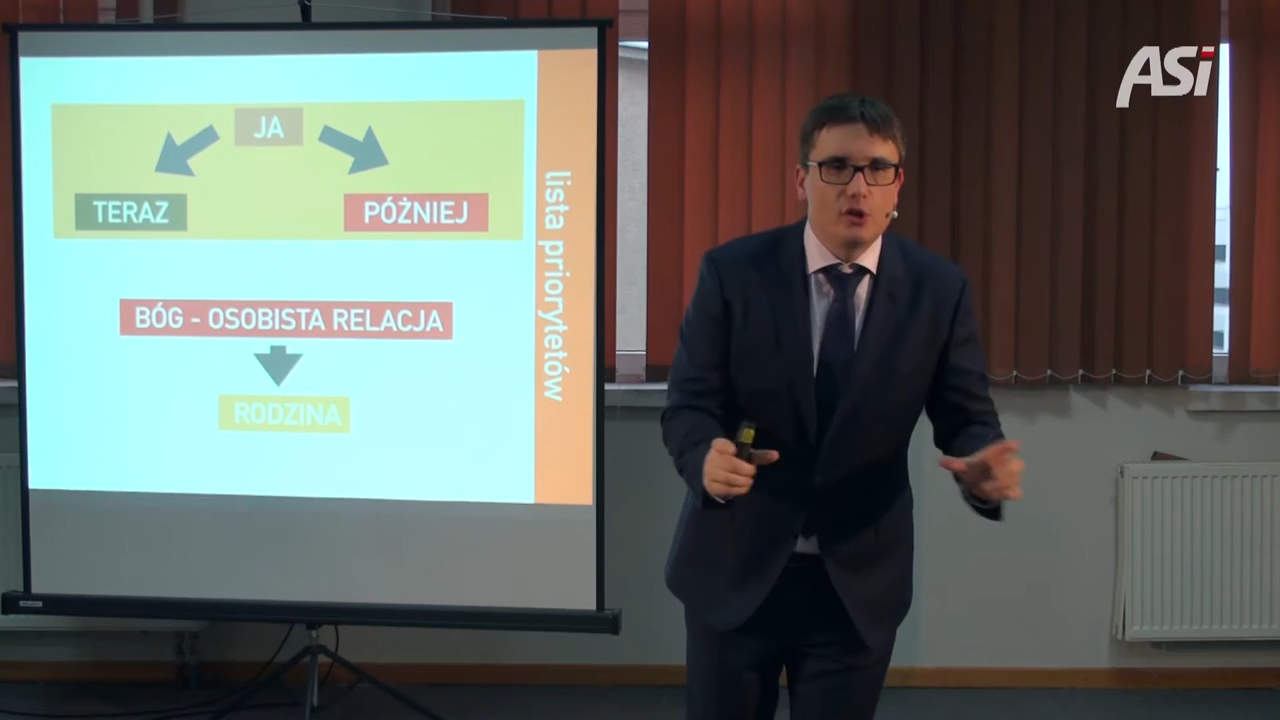 JA
TERAZ
PÓŹNIEJ
BÓG - OSOBISTA RELACJA
RODZINA
lista priorytetów
ASi